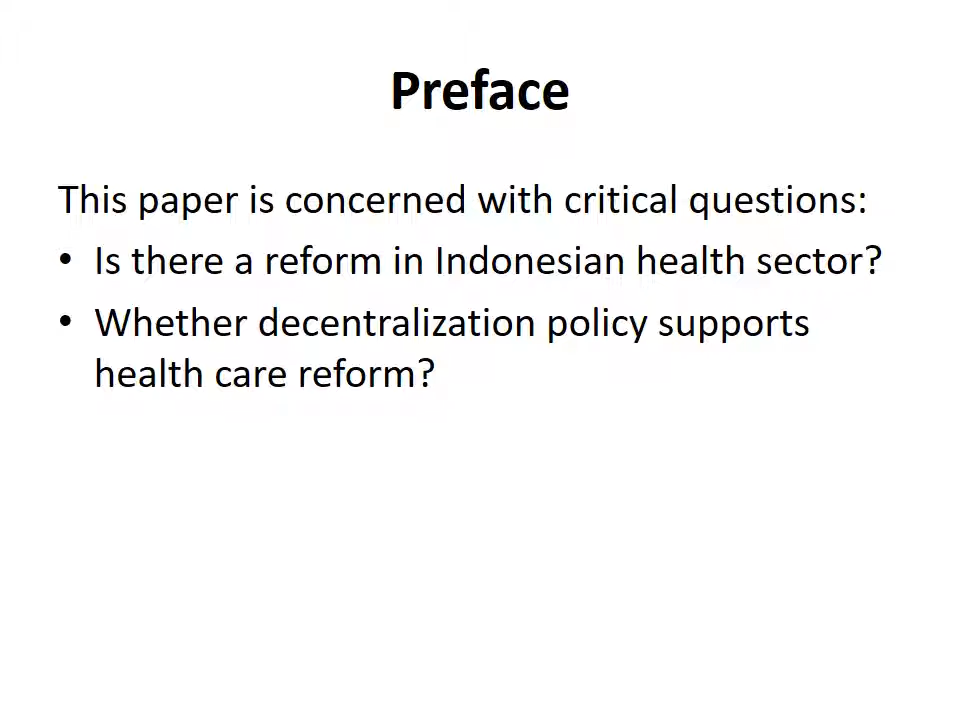 Preface
This paper is concerned with critical questions:
• Is there a reform in Indonesian health sector?
• Whether decentralization policy supports
health care reform?